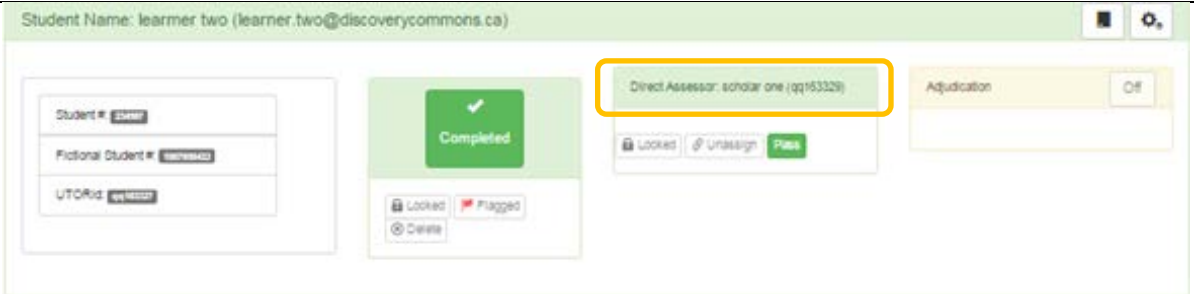 Student Name: learmer two (learner.two@discoverycommons.ca)
Student #:
Fictional Student #:
UTORid:
Completed
Locked Flagged
Delete
Direct Assessor: scholar one (qq163329)
Locked Unassign Pass
Adjudication Off